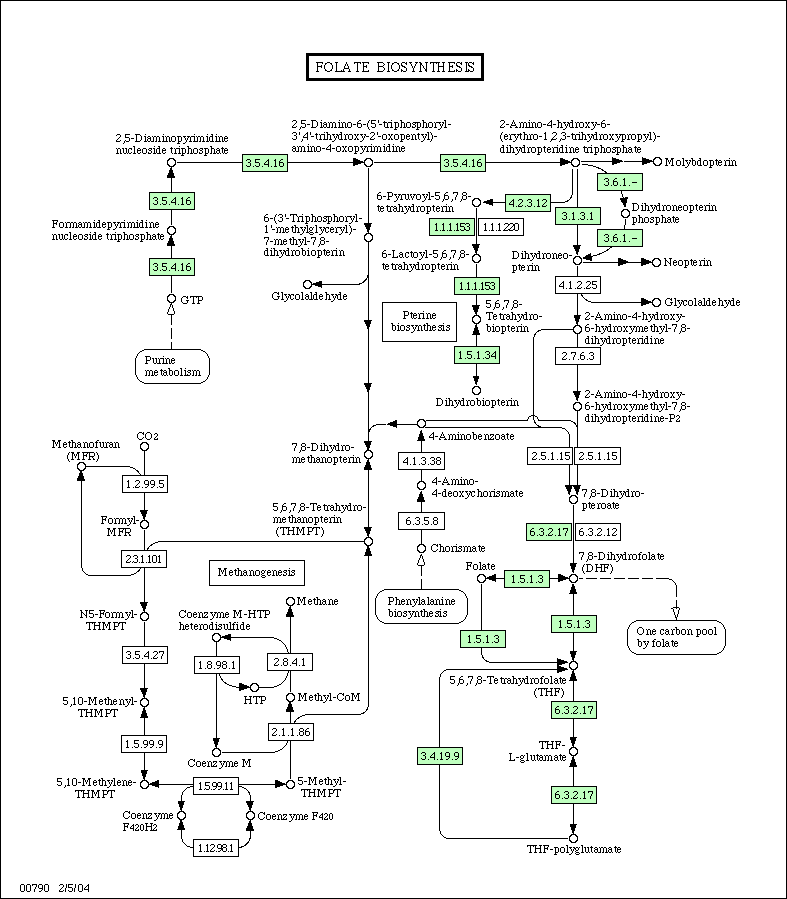 FOLATE BIOSYNTHESIS
2,5-Diaminopyrimidine
nucleoside triphosphate
2,5-Diamino-6-(5'-triphosphoryl-
3',4'-trihydroxy-2'-oxopentyl)-
amino-4-oxopyrimidine
2-Amino-4-hydroxy-6-
(erythro-1,2,3-trihydroxypropyl)-
dihydropteridine triphosphate
3.5.4.16
3.5.4.16
Molybdopterin
3.6.1.-
3.5.4.16
6-Pyruvoyl-5,6,7,8-
tetrahydropterin
4.2.3.12
3.1.3.1
Dihydroneopterin
phosphate
Formamidepyrimidine
nucleoside triphosphate
6-(3'-Triphosphoryl-
1'-methylglyceryl)-
7-methyl-7,8-
dihydrobiopterin
1.1.1.153
1.1.1.220
3.6.1.-
3.5.4.16
6-Lactoyl-5,6,7,8-
tetrahydropterin
Dihydroneo-
pterin
Neopterin
GTP
Glycolaldehyde
1.1.1.153
4.1.2.25
Glycolaldehyde
Pterine
biosynthesis
5,6,7,8-
Tetrahydro-
biopterin
2-Amino-4-hydroxy-
6-hydroxymethyl-7,8-
dihydropteridine
Purine
metabolism
1.5.1.34
2.7.6.3
Dihydrobiopterin
2-Amino-4-hydroxy-
6-hydroxymethyl-7,8-
dihydropteridine-P2
CO2
Methanofuran
(MFR)
7,8-Dihydro-
methanopterin
4-Aminobenzoate
4.1.3.38
2.5.1.15
2.5.1.15
1.2.99.5
4-Amino-
4-deoxychorismate
7,8-Dihydro-
pteroate
Formyl-
MFR
5,6,7,8-Tetrahydro-
methanopterin
(THMPT)
6.3.5.8
6.3.2.17
6.3.2.12
2.3.1.101
Chorismate
7,8-Dihydrofolate
(DHF)
Methanogenesis
Folate
1.5.1.3
Phenylalanine
biosynthesis
Methane
N5-Formyl-
THMPT
Coenzyme M-HTP
heterodisulfide
1.5.1.3
1.5.1.3
One carbon pool
by folate
3.5.4.27
1.8.98.1
2.8.4.1
5,6,7,8-Tetrahydrofolate
(THF)
5,10-Methenyl-
THMPT
HTP
Methyl-CoM
6.3.2.17
1.5.99.9
2.1.1.86
3.4.19.9
THF-
L-glutamate
Coenzyme M
5,10-Methylene-
THMPT
1.5.99.11
5-Methyl-
THMPT
6.3.2.17
Coenzyme
F420H2
Coenzyme F420
1.12.98.1
THF-polyglutamate
00790 2/5/04